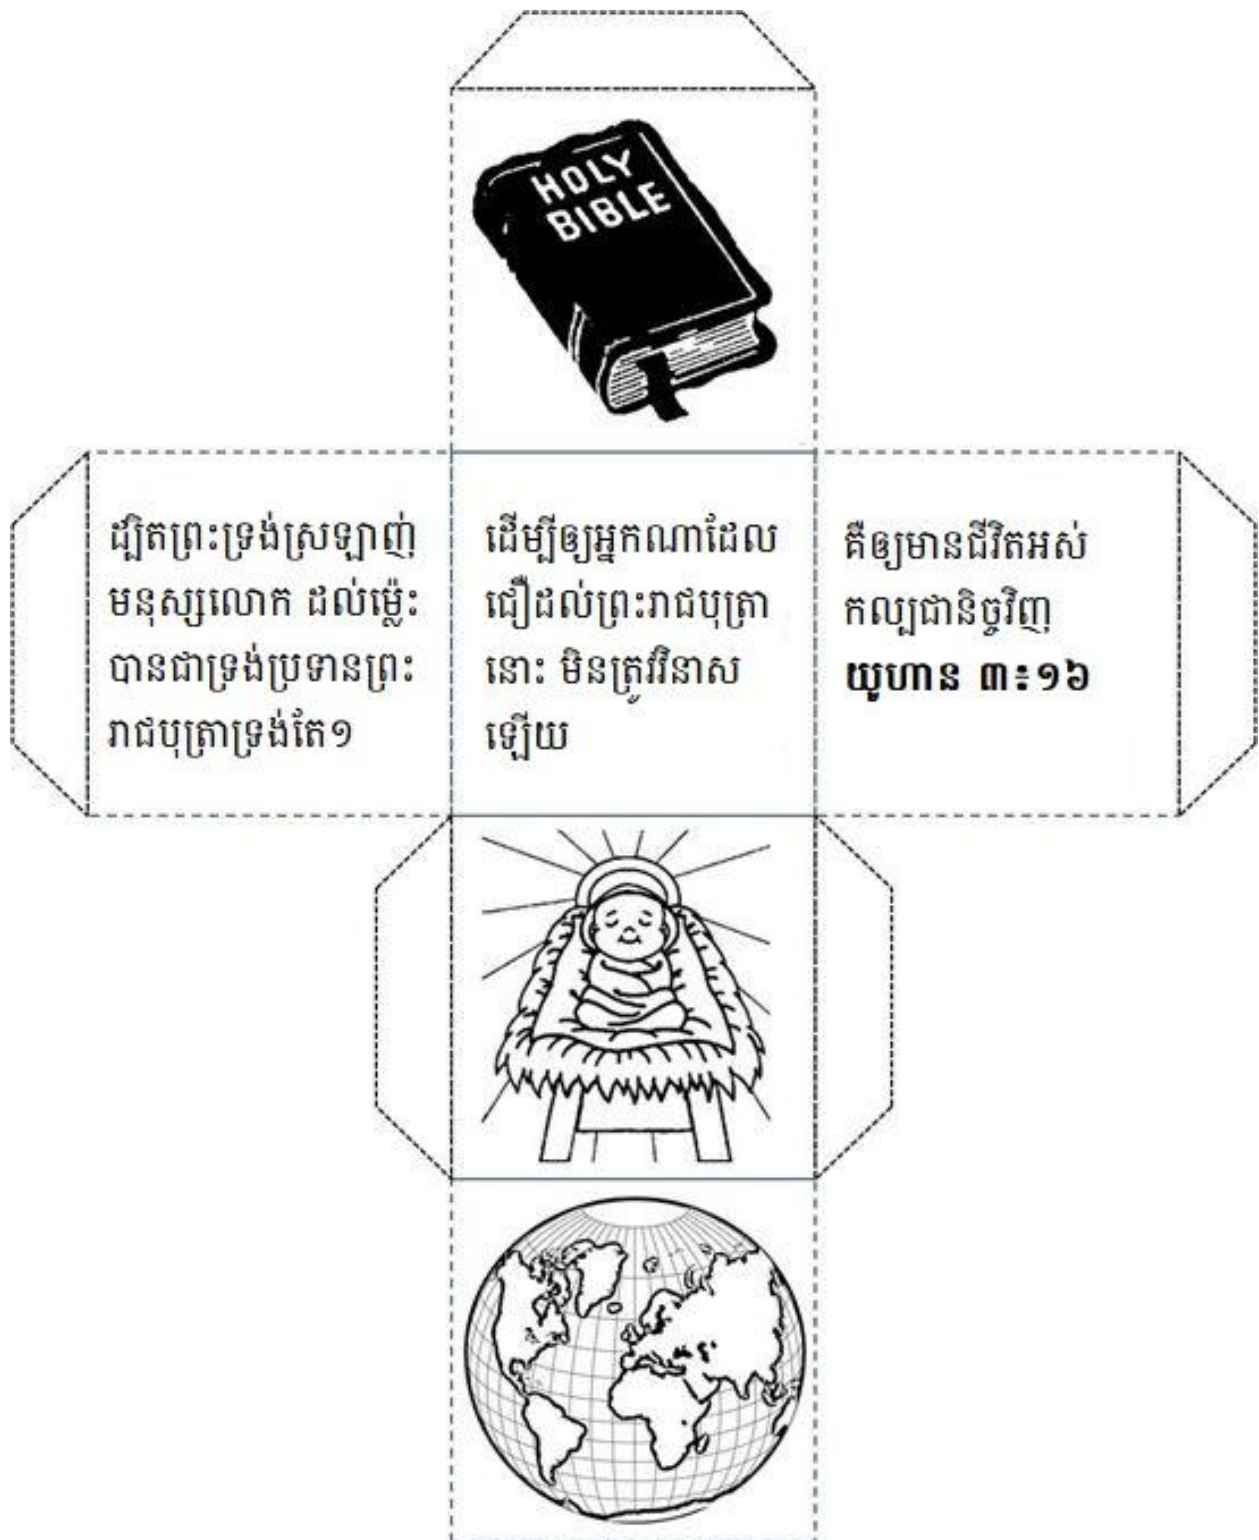 HOLY
BIBLE
ដ្បិតព្រះទ្រង់ស្រឡាញ់
មនុស្សលោក ដល់ម៉្លេះ
បានជាទ្រង់ប្រទានព្រះ
រាជបុត្រាទ្រង់តែ១
ដើម្បីឲ្យអ្នកណាដែល
ជឿដល់ព្រះរាជបុត្រា
នោះ មិនត្រូវវិនាស
ឡើយ
គឺឲ្យមានជីវិតអស់
កល្បជានិច្ចវិញ
យូហាន ៣៖១៦